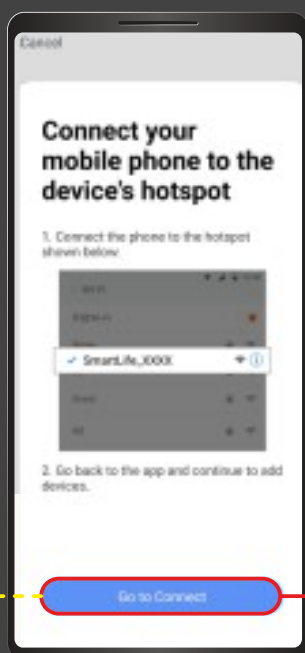 Cancel
Connect your
mobile phone to the
device's hotspot
1. Connect the phone to the hotspot
shown below.
SmartLife_XXXX
2. Go back to the app and continue to add
devices.
Go to Connect